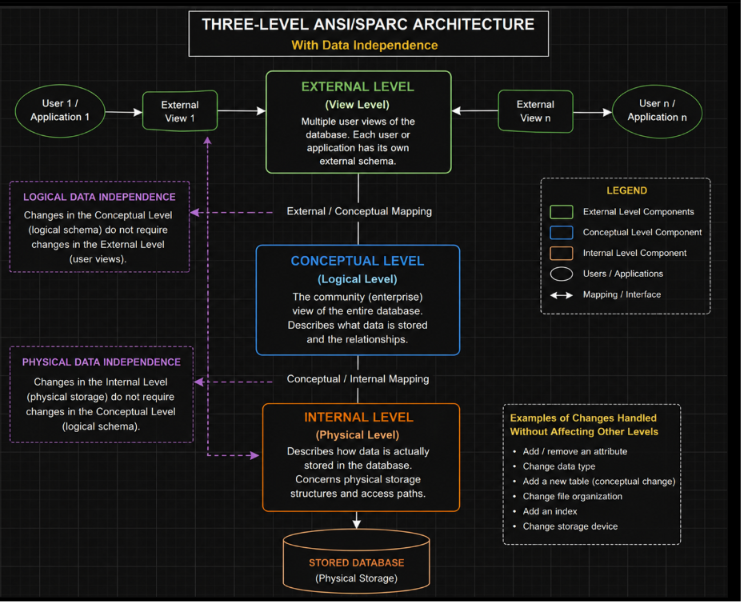 THREE-LEVEL ANSI/SPARC ARCHITECTURE
With Data Independence
User 1 /
Application 1
External
View 1
EXTERNAL LEVEL
(View Level)
Multiple user views of the
database. Each user or
application has its own
external schema.
External
View n
User n /
Application n
LOGICAL DATA INDEPENDENCE
Changes in the Conceptual Level
(logical schema) do not require
changes in the External Level
(user views).
External / Conceptual Mapping
LEGEND
External Level Components
Conceptual Level Component
Internal Level Component
Users / Applications
Mapping / Interface
CONCEPTUAL LEVEL
(Logical Level)
The community (enterprise)
view of the entire database.
Describes what data is stored
and the relationships.
PHYSICAL DATA INDEPENDENCE
Changes in the Internal Level
(physical storage) do not require
changes in the Conceptual Level
(logical schema).
Conceptual / Internal Mapping
INTERNAL LEVEL
(Physical Level)
Describes how data is actually
stored in the database.
Concerns physical storage
structures and access paths.
Examples of Changes Handled
Without Affecting Other Levels
• Add / remove an attribute
• Change data type
• Add a new table (conceptual change)
• Change file organization
• Add an index
• Change storage device
STORED DATABASE
(Physical Storage)